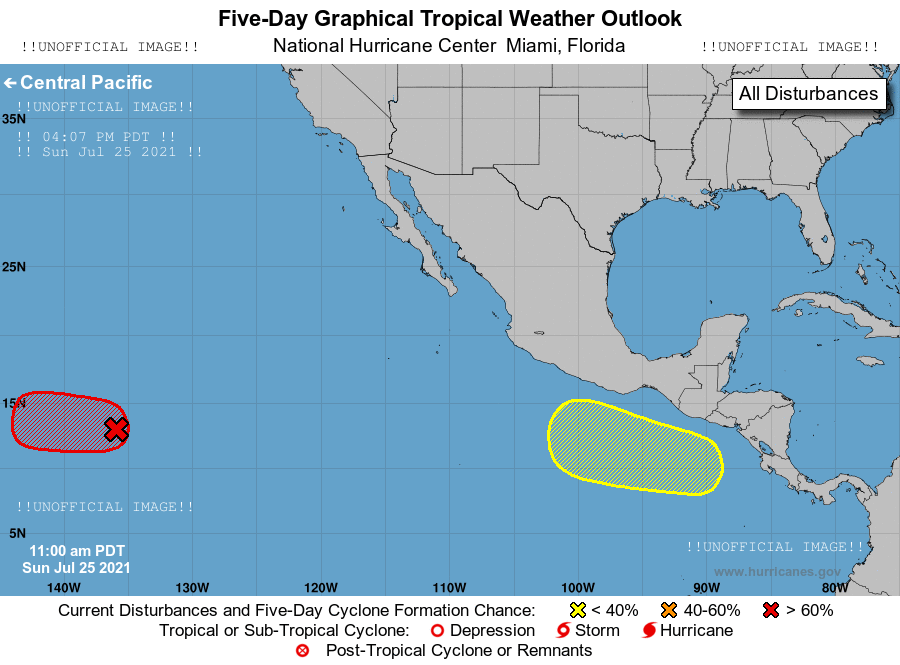 Five-Day Graphical Tropical Weather Outlook
!!UNOFFICIAL IMAGE!! National Hurricane Center  Miami, Florida !!UNOFFICIAL IMAGE!!
← Central Pacific
All Disturbances
!!UNOFFICIAL IMAGE!!
35N
!! 04:07 PM PDT !!
!! Sun Jul 25 2021 !!
25N
15N
!!UNOFFICIAL IMAGE!!
5N
!!UNOFFICIAL IMAGE!!
11:00 am PDT
Sun Jul 25 2021
www.hurricanes.gov
140W 130W 120W 110W 100W 90W 80W
Current Disturbances and Five-Day Cyclone Formation Chance: < 40% 40-60% > 60%
Tropical or Sub-Tropical Cyclone: Depression Storm Hurricane
Post-Tropical Cyclone or Remnants